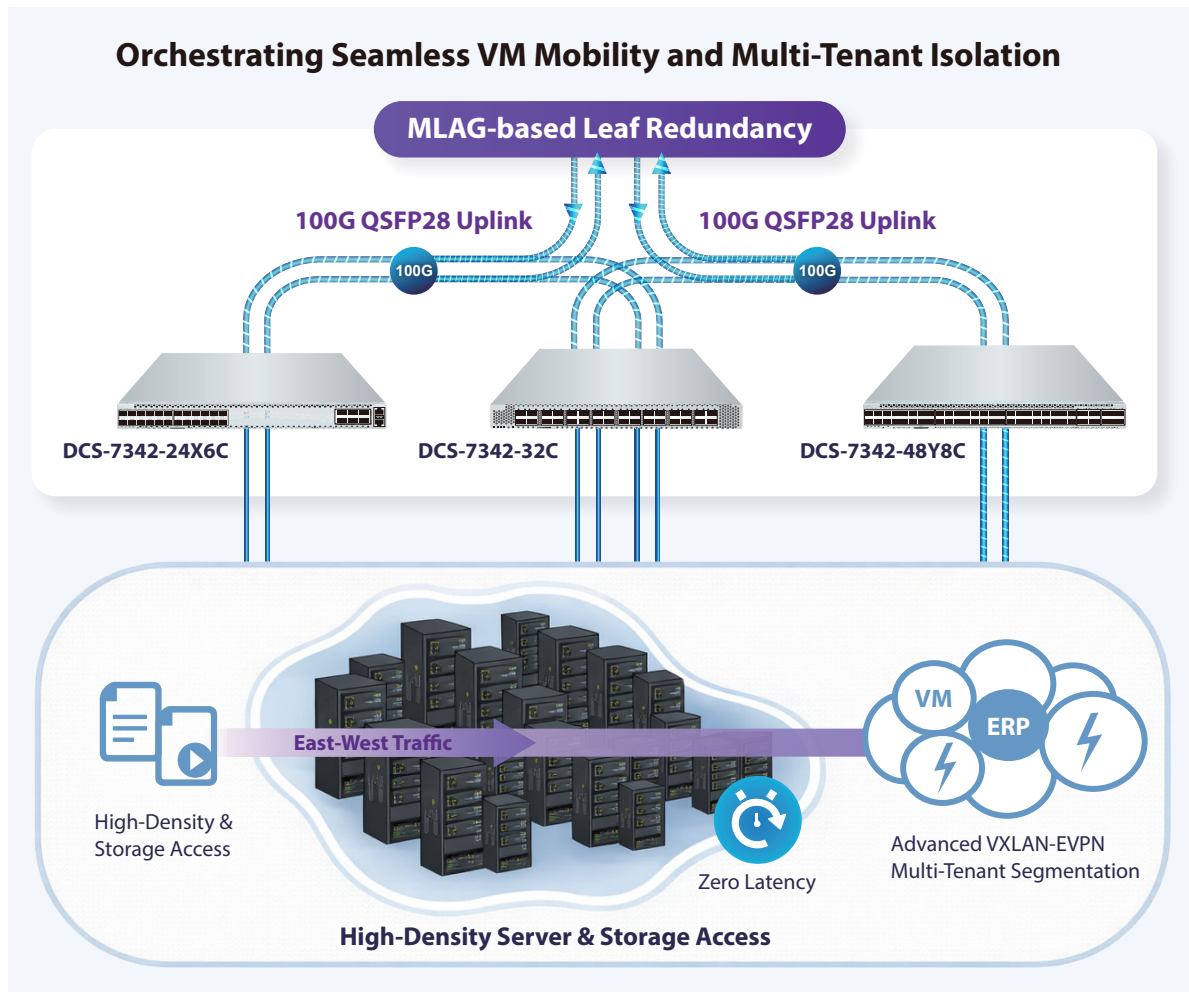 Orchestrating Seamless VM Mobility and Multi-Tenant Isolation
MLAG-based Leaf Redundancy
100G QSFP28 Uplink
100G QSFP28 Uplink
100G
100G
DCS-7342-24X6C
DCS-7342-32C
DCS-7342-48Y8C
East-West Traffic
VM
ERP
High-Density &
Storage Access
Zero Latency
Advanced VXLAN-EVPN
Multi-Tenant Segmentation
High-Density Server & Storage Access